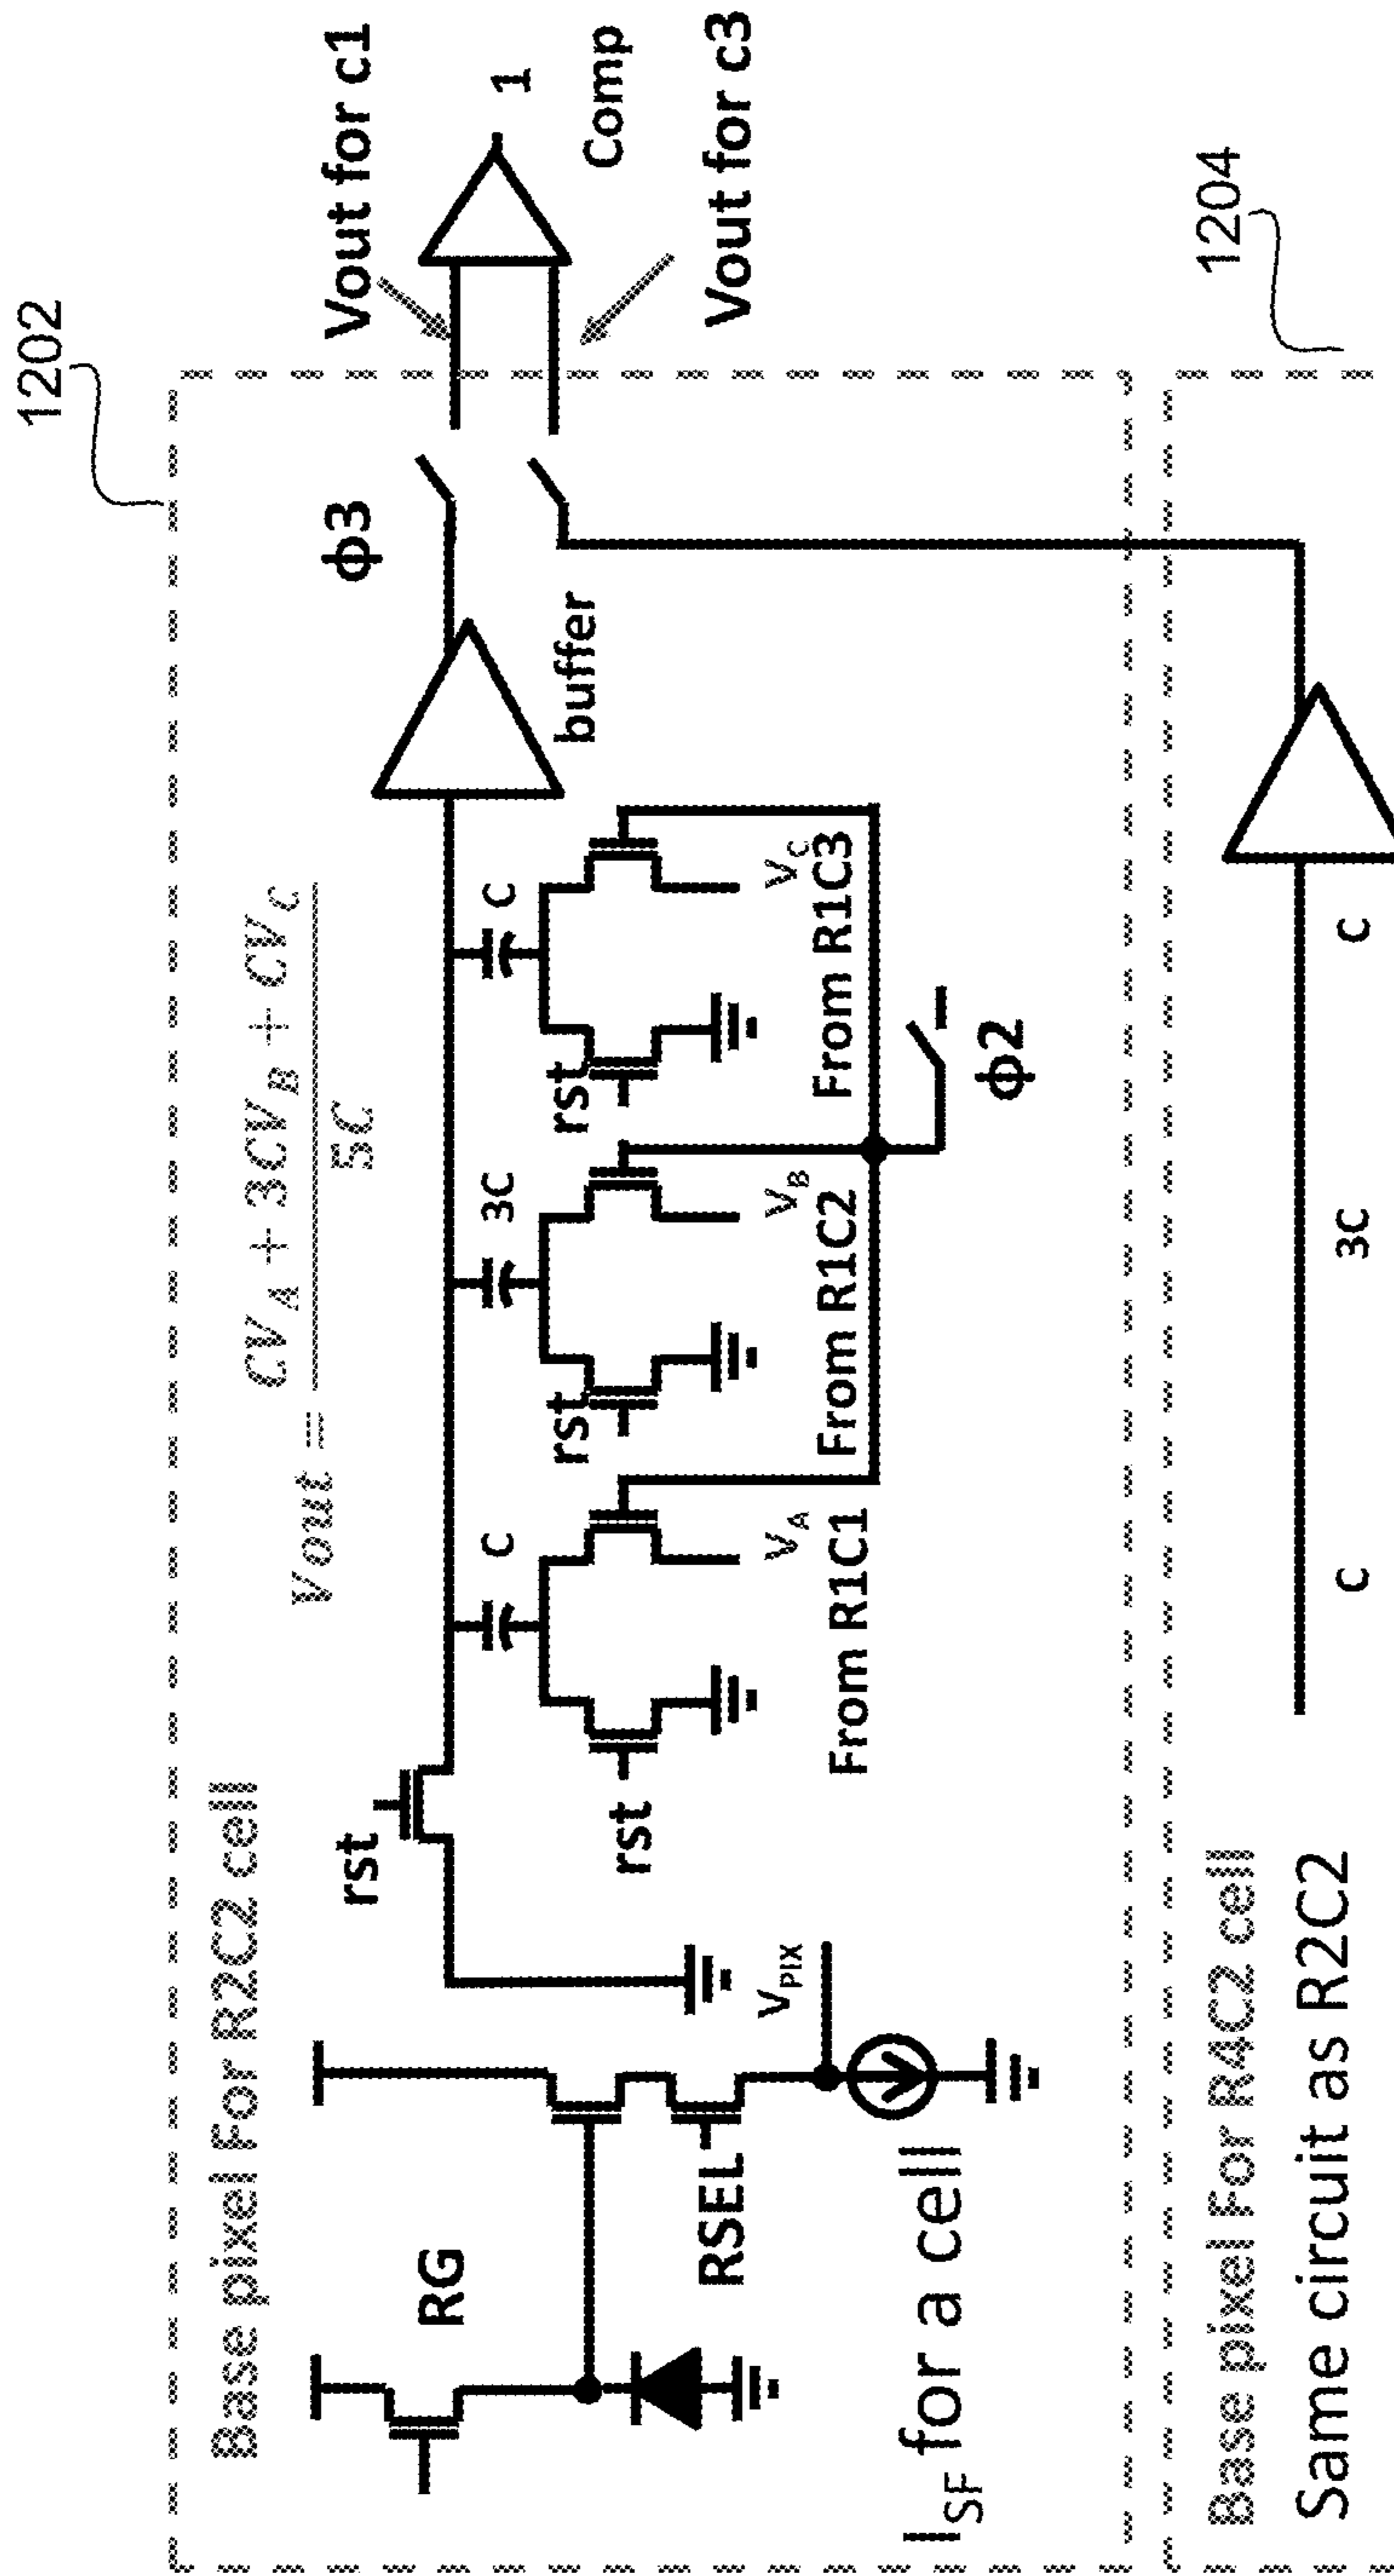 1202
Base pixel For R2C2 cell
Vout = CV_A + 3CV_B + CV_C / 5C
RG
RSEL
V_PIX
I_SF for a cell
rst
rst
C
V_A
From R1C1
rst
3C
V_B
From R1C2
rst
C
V_C
From R1C3
ϕ2
buffer
ϕ3
Vout for c1
1
Comp
Vout for c3
1204
Base pixel For R4C2 cell
Same circuit as R2C2
C
3C
C